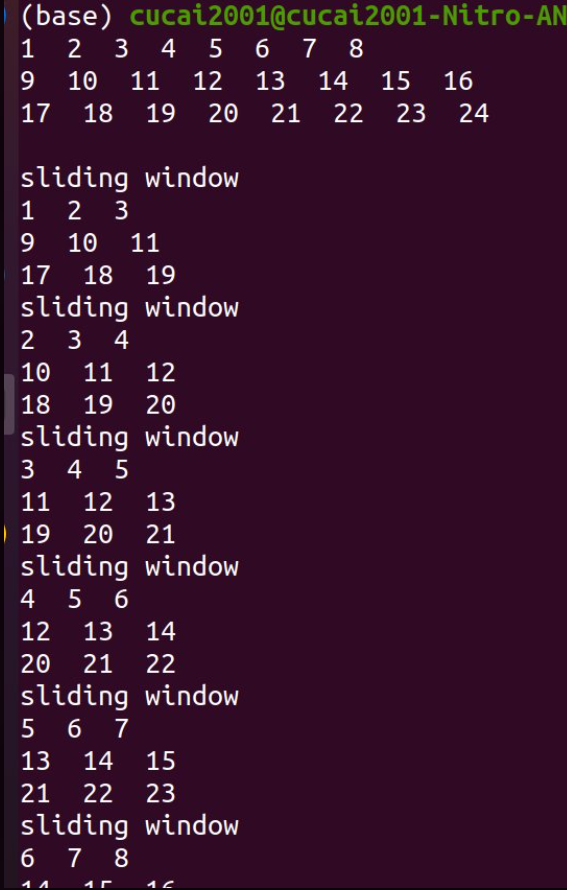 (base) cucai2001@cucai2001-Nitro-AN
1 2 3 4 5 6 7 8
9 10 11 12 13 14 15 16
17 18 19 20 21 22 23 24
sliding window
1 2 3
9 10 11
17 18 19
sliding window
2 3 4
10 11 12
18 19 20
sliding window
3 4 5
11 12 13
19 20 21
sliding window
4 5 6
12 13 14
20 21 22
sliding window
5 6 7
13 14 15
21 22 23
sliding window
6 7 8
14 15 16